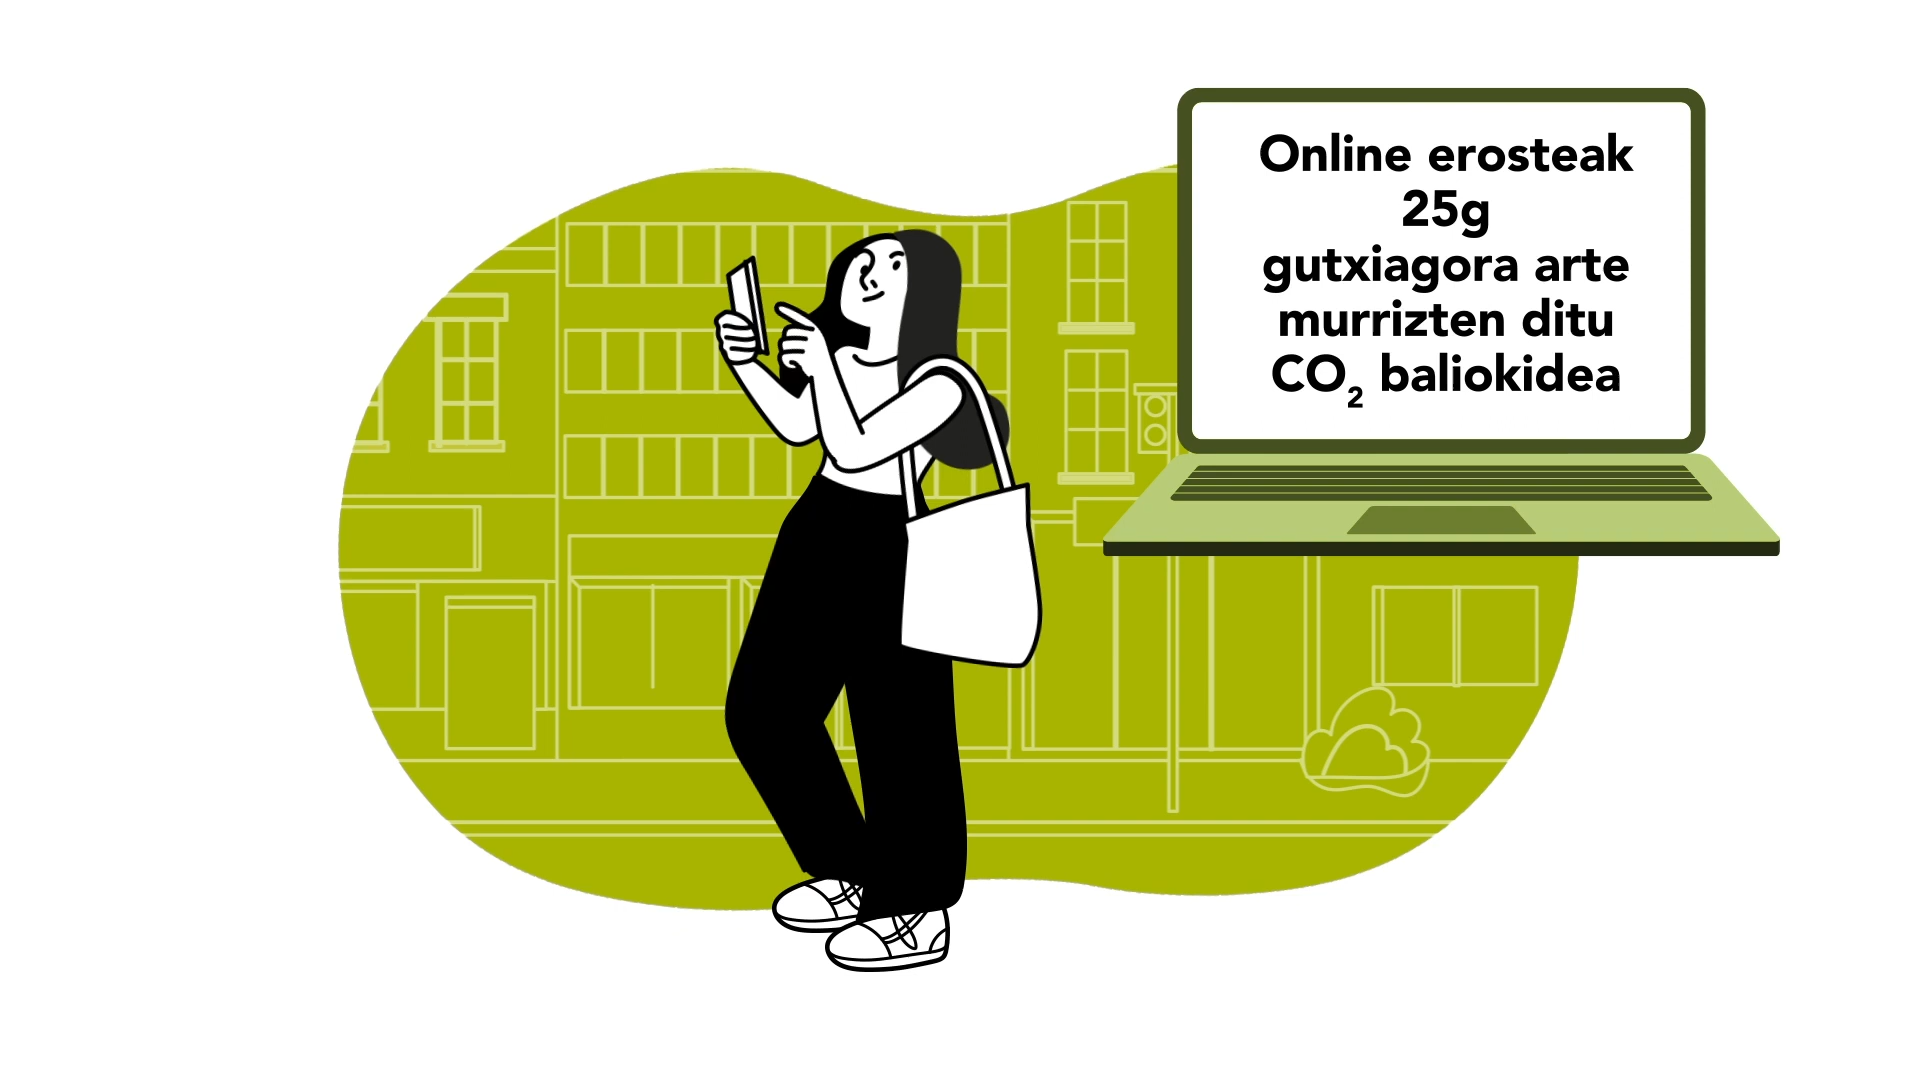 Online erosteak
25g
gutxiagora arte
murrizten ditu
CO₂ baliokidea